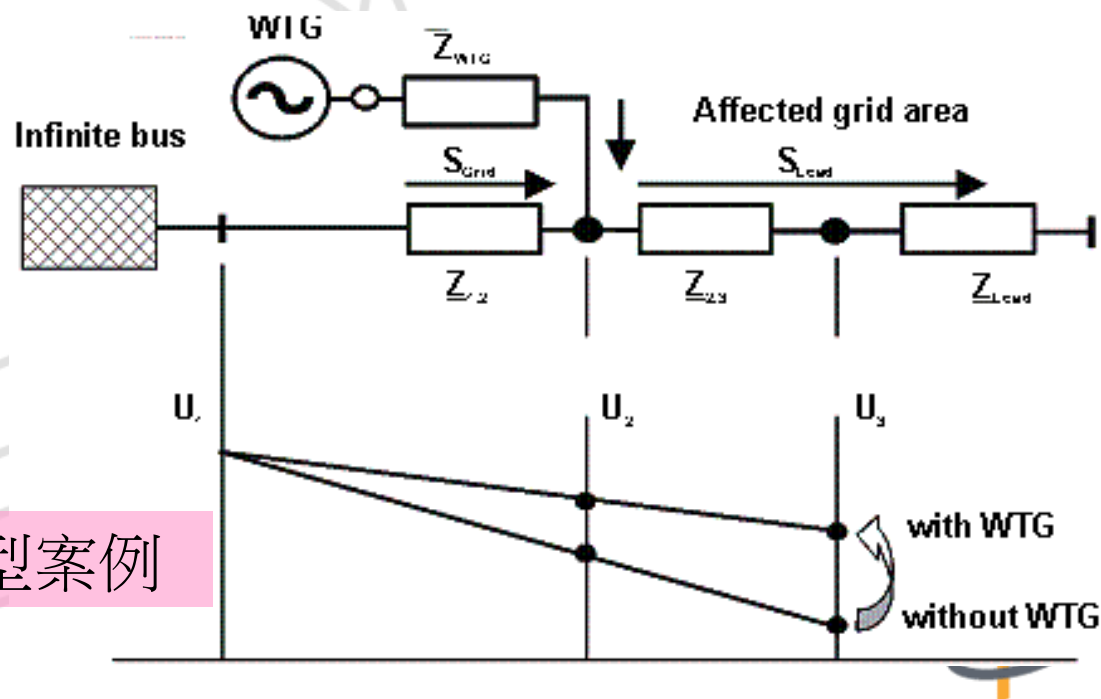 WTG
Z_WTG
Infinite bus
Affected grid area
S_Grid
S_Load
Z_12
Z_23
Z_Load
U_1
U_2
U_3
with WTG
型案例
without WTG